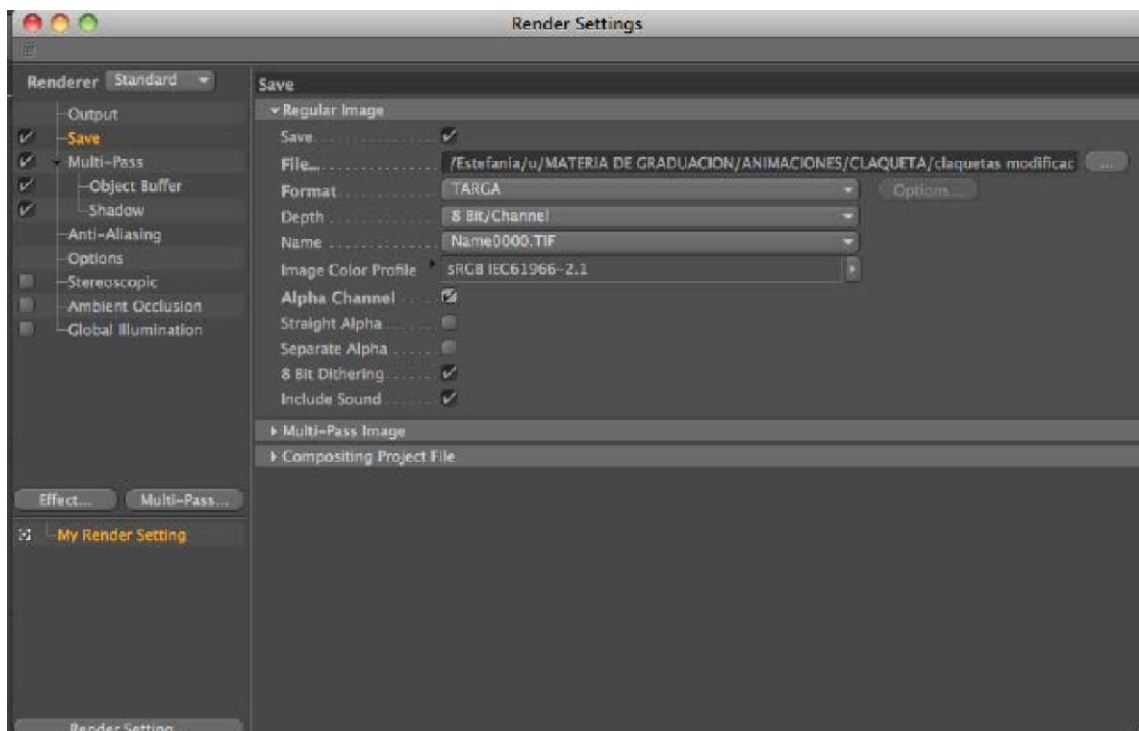 Render Settings
Renderer Standard
Output
Save
Multi-Pass
Object Buffer
Shadow
Anti-Aliasing
Options
Stereoscopic
Ambient Occlusion
Global Illumination
Effect...
Multi-Pass...
My Render Setting
Render Setting...
Save
Regular Image
Save
File... /Estefania/u/MATERIA DE GRADUACION/ANIMACIONES/CLAQUETA/claquetas modificac ...
Format TARGA Options...
Depth 8 Bit/Channel
Name Name0000.TIF
Image Color Profile sRGB IEC61966-2.1
Alpha Channel
Straight Alpha
Separate Alpha
8 Bit Dithering
Include Sound
Multi-Pass Image
Compositing Project File